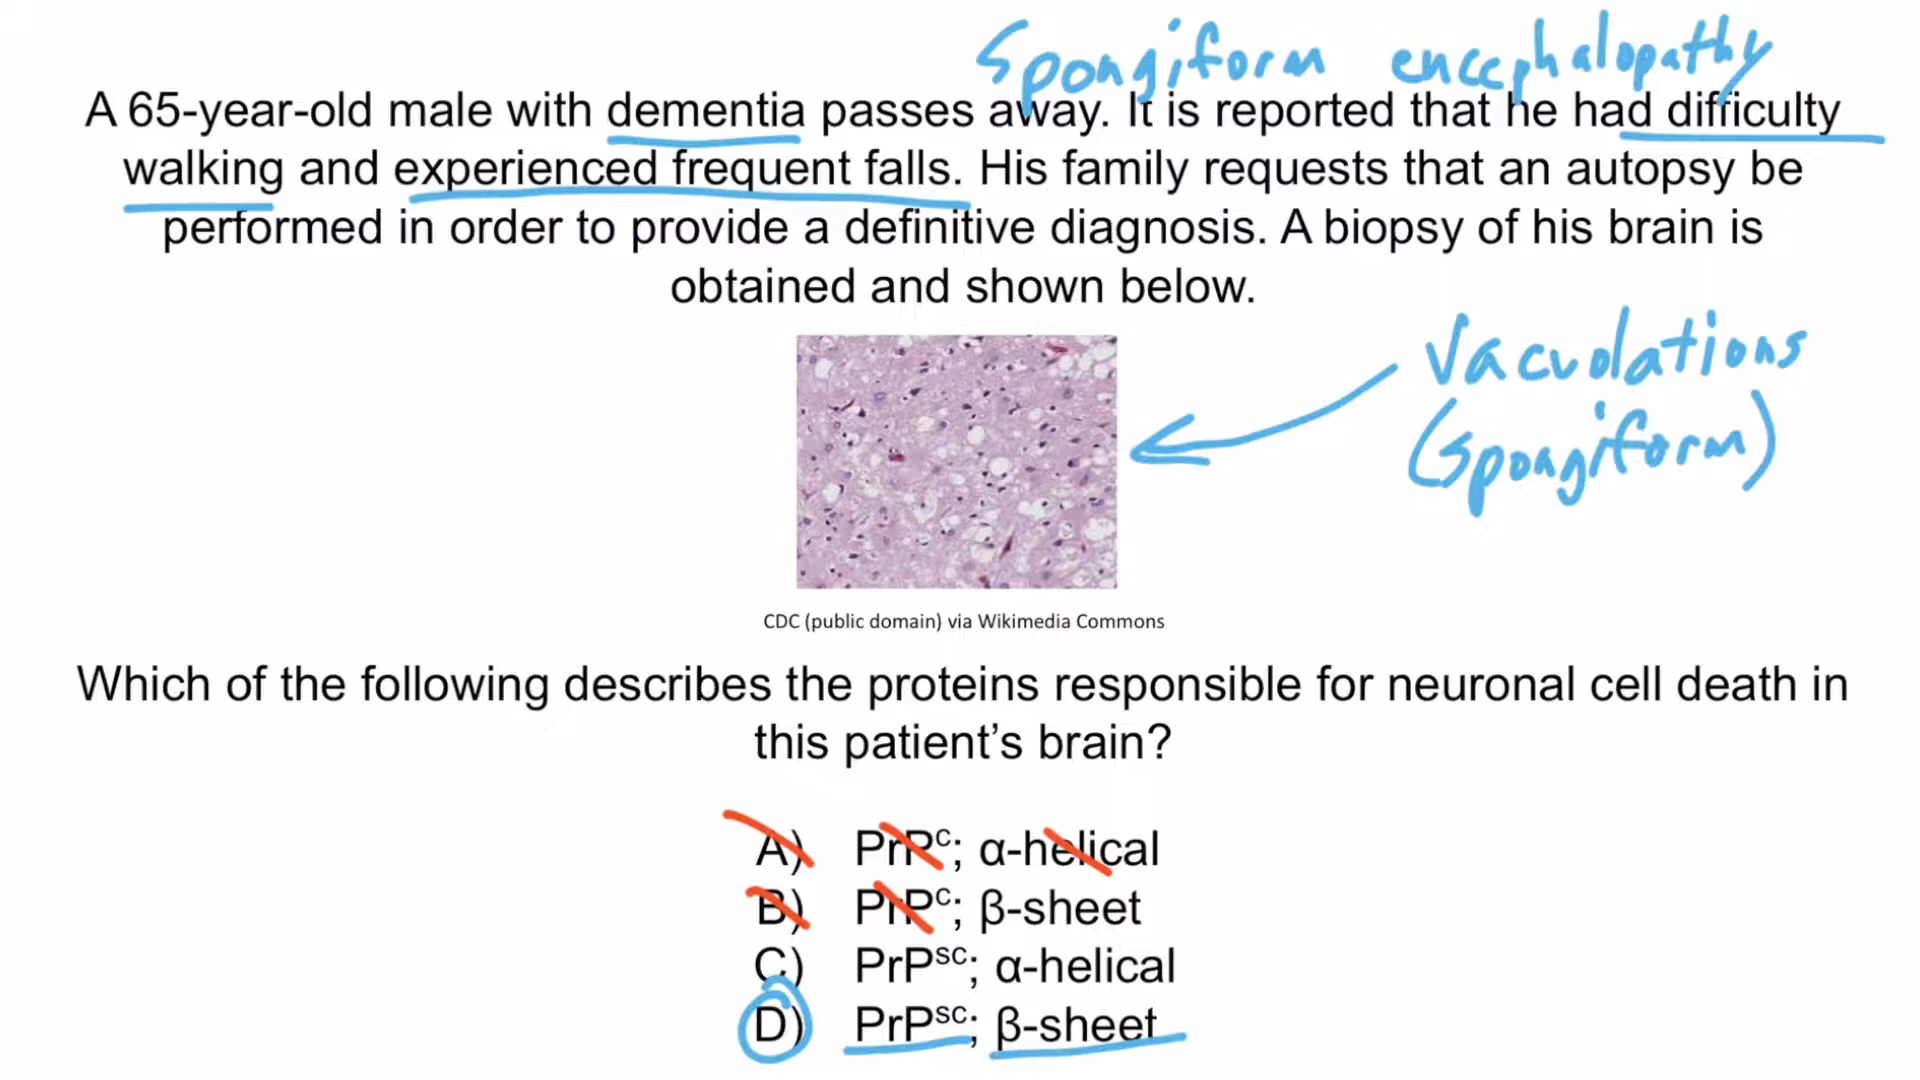 Spongiform encephalopathy
A 65-year-old male with dementia passes away. It is reported that he had difficulty
walking and experienced frequent falls. His family requests that an autopsy be
performed in order to provide a definitive diagnosis. A biopsy of his brain is
obtained and shown below.
Vacuolations
(spongiform)
CDC (public domain) via Wikimedia Commons
Which of the following describes the proteins responsible for neuronal cell death in
this patient’s brain?
A) PrPᶜ; α-helical
B) PrPᶜ; β-sheet
C) PrPˢᶜ; α-helical
D) PrPˢᶜ; β-sheet